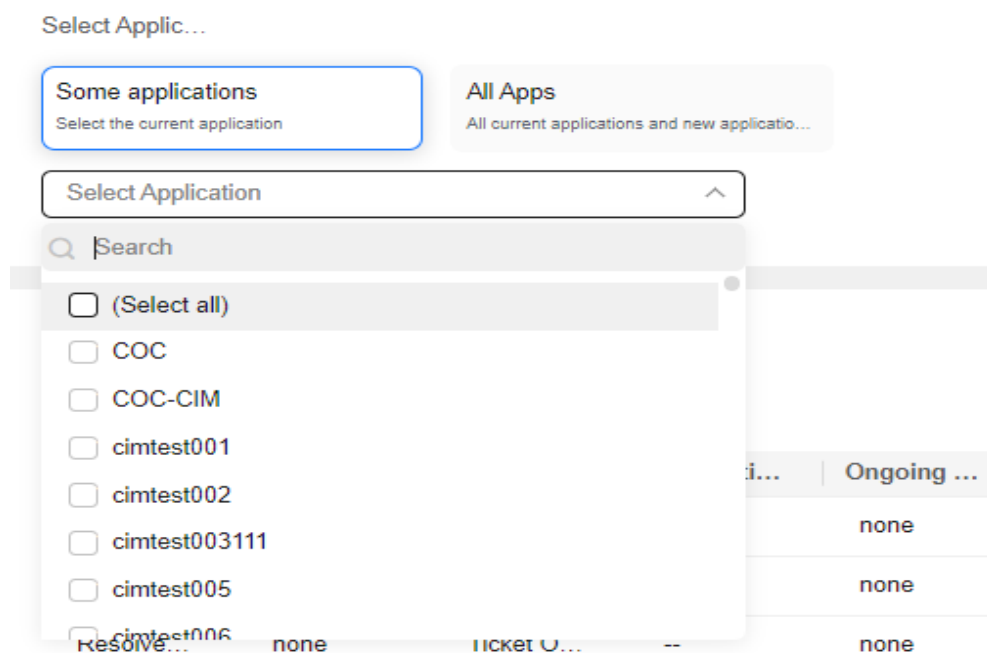 Select Applic...
Some applications
All Apps
Select the current application
All current applications and new applicatio...
Select Application
Search
(Select all)
COC
COC-CIM
cimtest001
cimtest002
cimtest003111
cimtest005
cimtest006
Ongoing ...
none
none
Resolve... none Ticket O... -- none